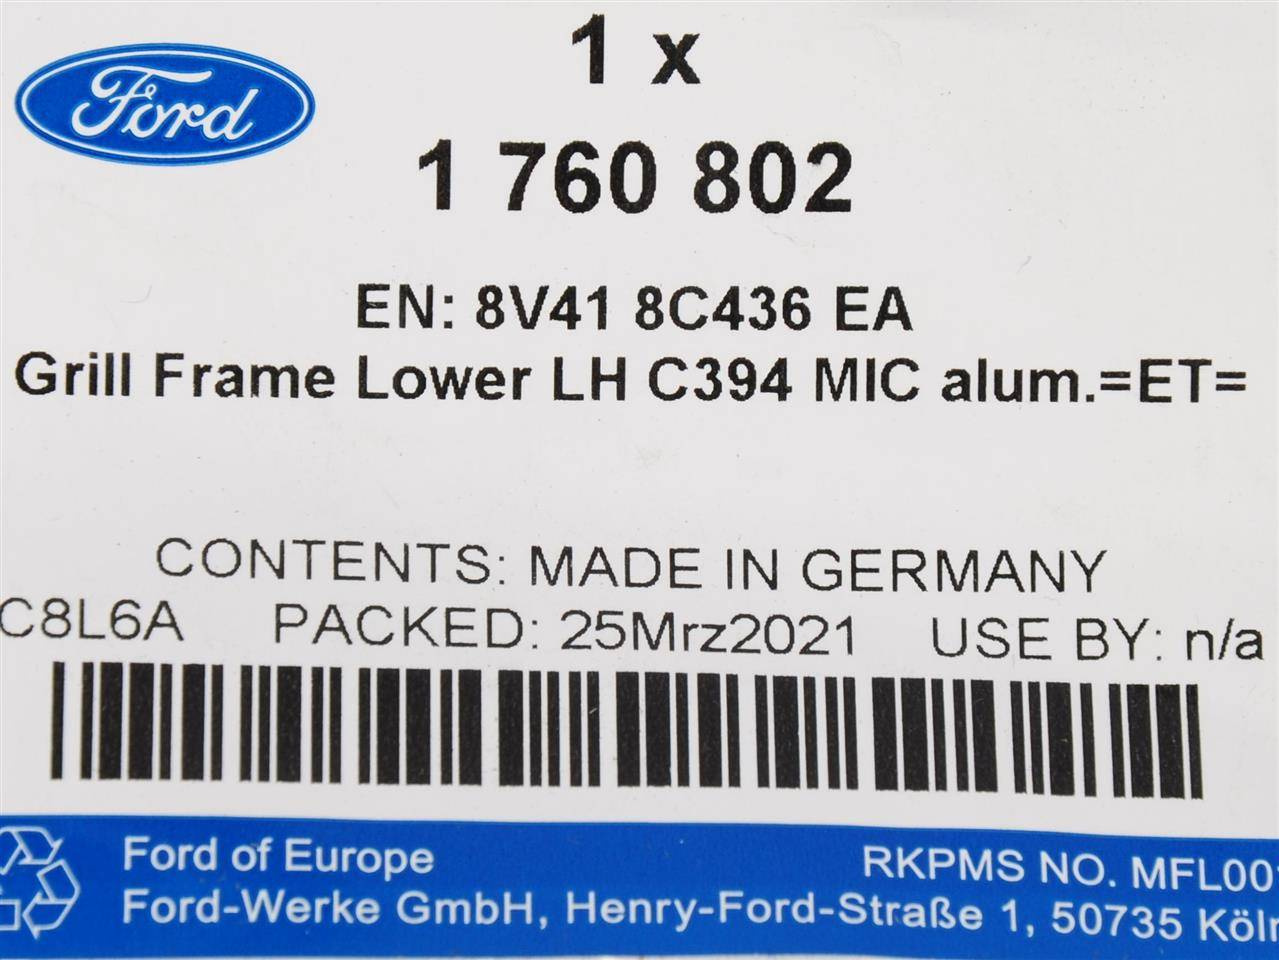 Ford
1 x
1 760 802
EN: 8V41 8C436 EA
Grill Frame Lower LH C394 MIC alum.=ET=
CONTENTS: MADE IN GERMANY
C8L6A PACKED: 25Mrz2021 USE BY: n/a
Ford of Europe
RKPMS NO. MFL00
Ford-Werke GmbH, Henry-Ford-Straße 1, 50735 Köln